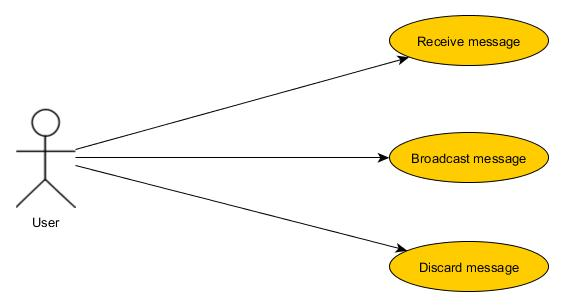 Receive message
Broadcast message
User
Discard message